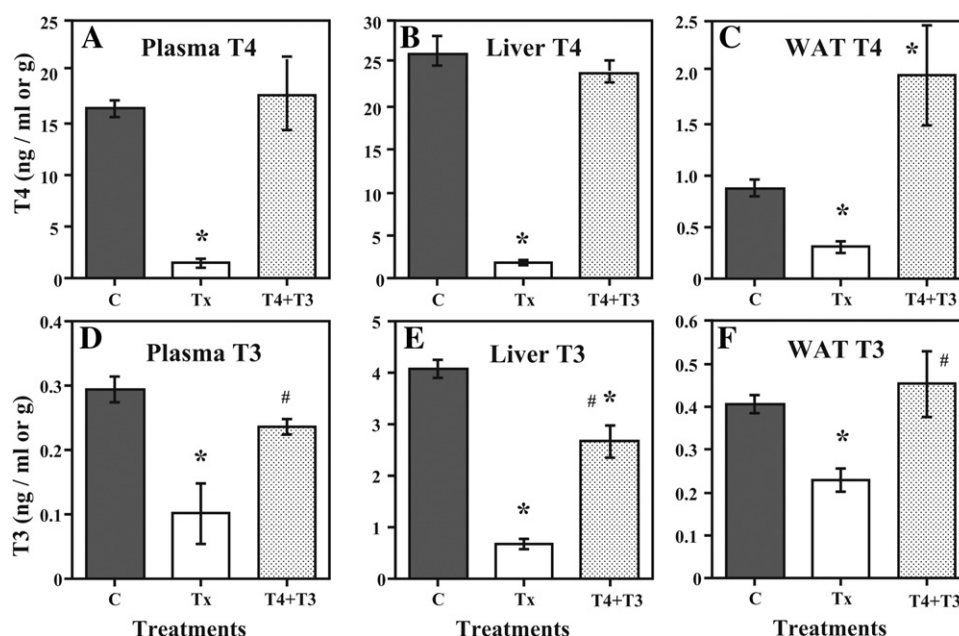 A Plasma T4
T4 (ng / ml or g)
25
20
15
10
5
0
*
C Tx T4+T3
B Liver T4
30
25
20
15
10
5
0
*
C Tx T4+T3
C WAT T4
2.5
2.0
1.5
1.0
0.5
0
*
*
C Tx T4+T3
D Plasma T3
T3 (ng / ml or g)
0.3
0.2
0.1
0
*
#
C Tx T4+T3
Treatments
E Liver T3
5
4
3
2
1
0
*
# *
C Tx T4+T3
Treatments
F WAT T3
0.6
0.5
0.4
0.3
0.2
0.1
0
*
#
C Tx T4+T3
Treatments